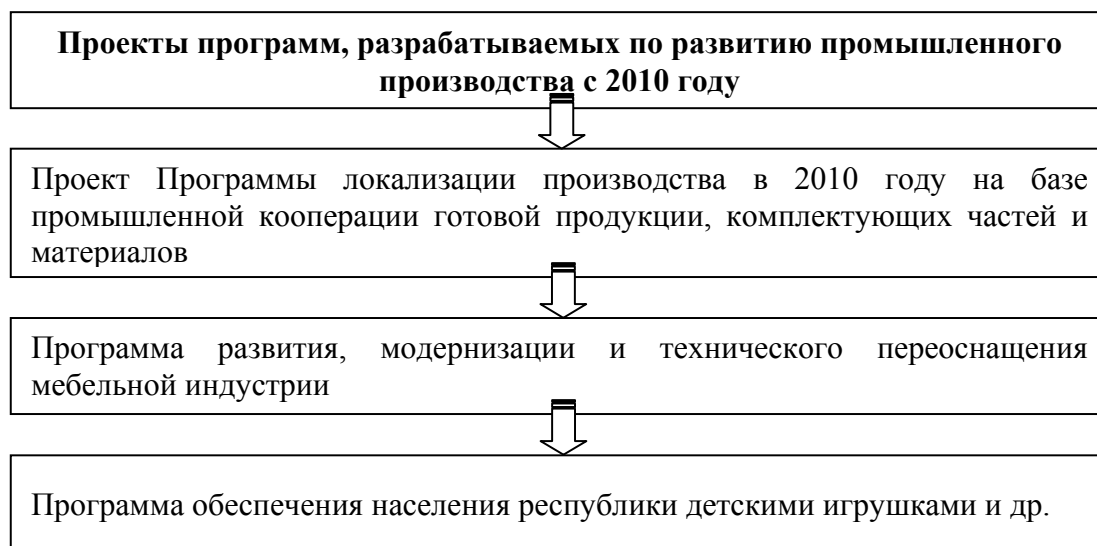 Проекты программ, разрабатываемых по развитию промышленного
производства с 2010 году
Проект Программы локализации производства в 2010 году на базе
промышленной кооперации готовой продукции, комплектующих частей и
материалов
Программа развития, модернизации и технического переоснащения
мебельной индустрии
Программа обеспечения населения республики детскими игрушками и др.